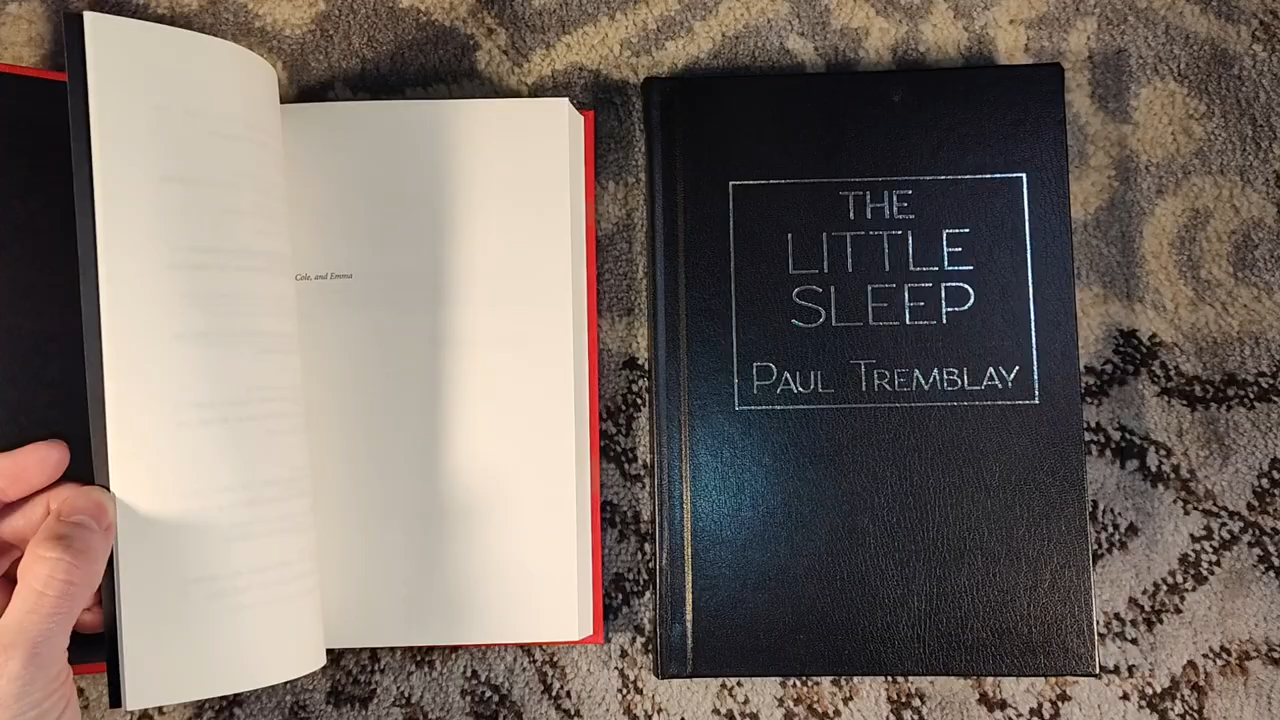 Cole, and Emma
THE
LITTLE
SLEEP
PAUL TREMBLAY